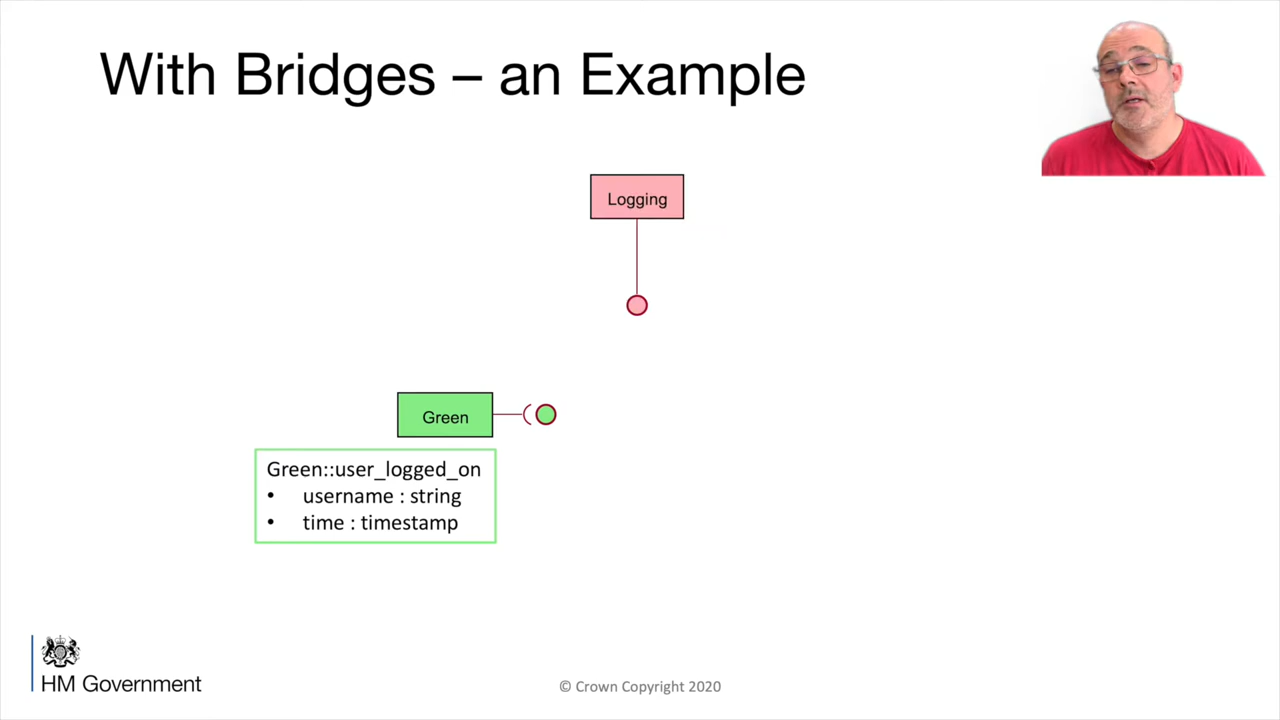 With Bridges – an Example
Logging
Green
Green::user_logged_on
• username : string
• time : timestamp
HM Government
© Crown Copyright 2020